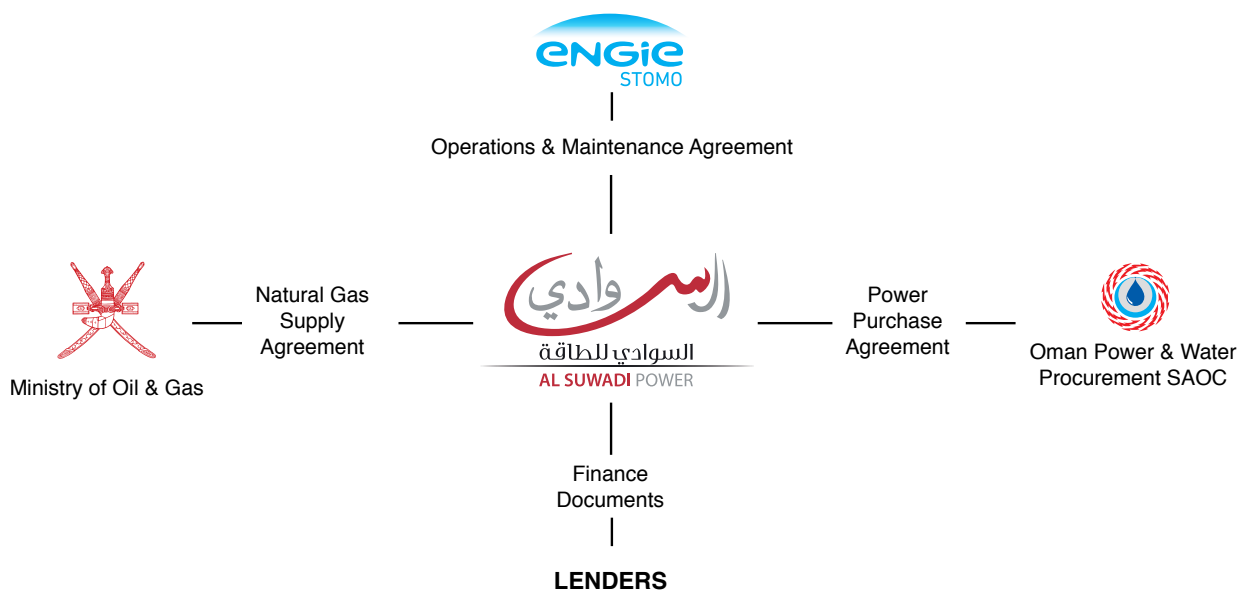 ENGIE
STOMO
Operations & Maintenance Agreement
Natural Gas
Supply
Agreement
Ministry of Oil & Gas
السوادي
السوادي للطاقة
AL SUWADI POWER
Power
Purchase
Agreement
Oman Power & Water
Procurement SAOC
Finance
Documents
LENDERS